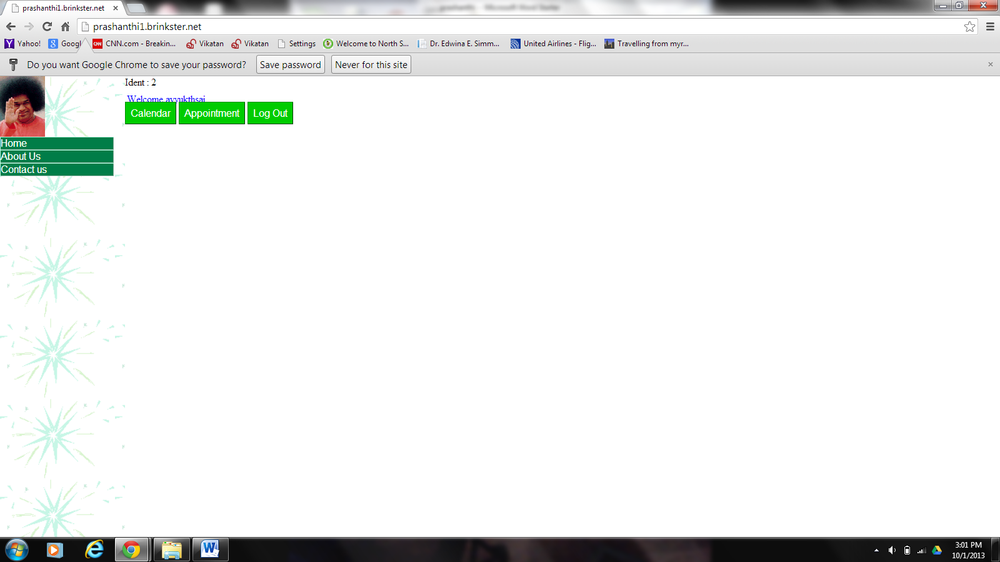 prashanthi1.brinkster.net
prashanthi1.brinkster.net
Yahoo! Googl CNN.com - Breakin... Vikatan Vikatan Settings Welcome to North S... Dr. Edwina E. Simm... United Airlines - Flig... Travelling from myr...
Do you want Google Chrome to save your password? Save password Never for this site
Ident : 2
Welcome avyukthsai
Calendar Appointment Log Out
Home
About Us
Contact us
3:01 PM
10/1/2013